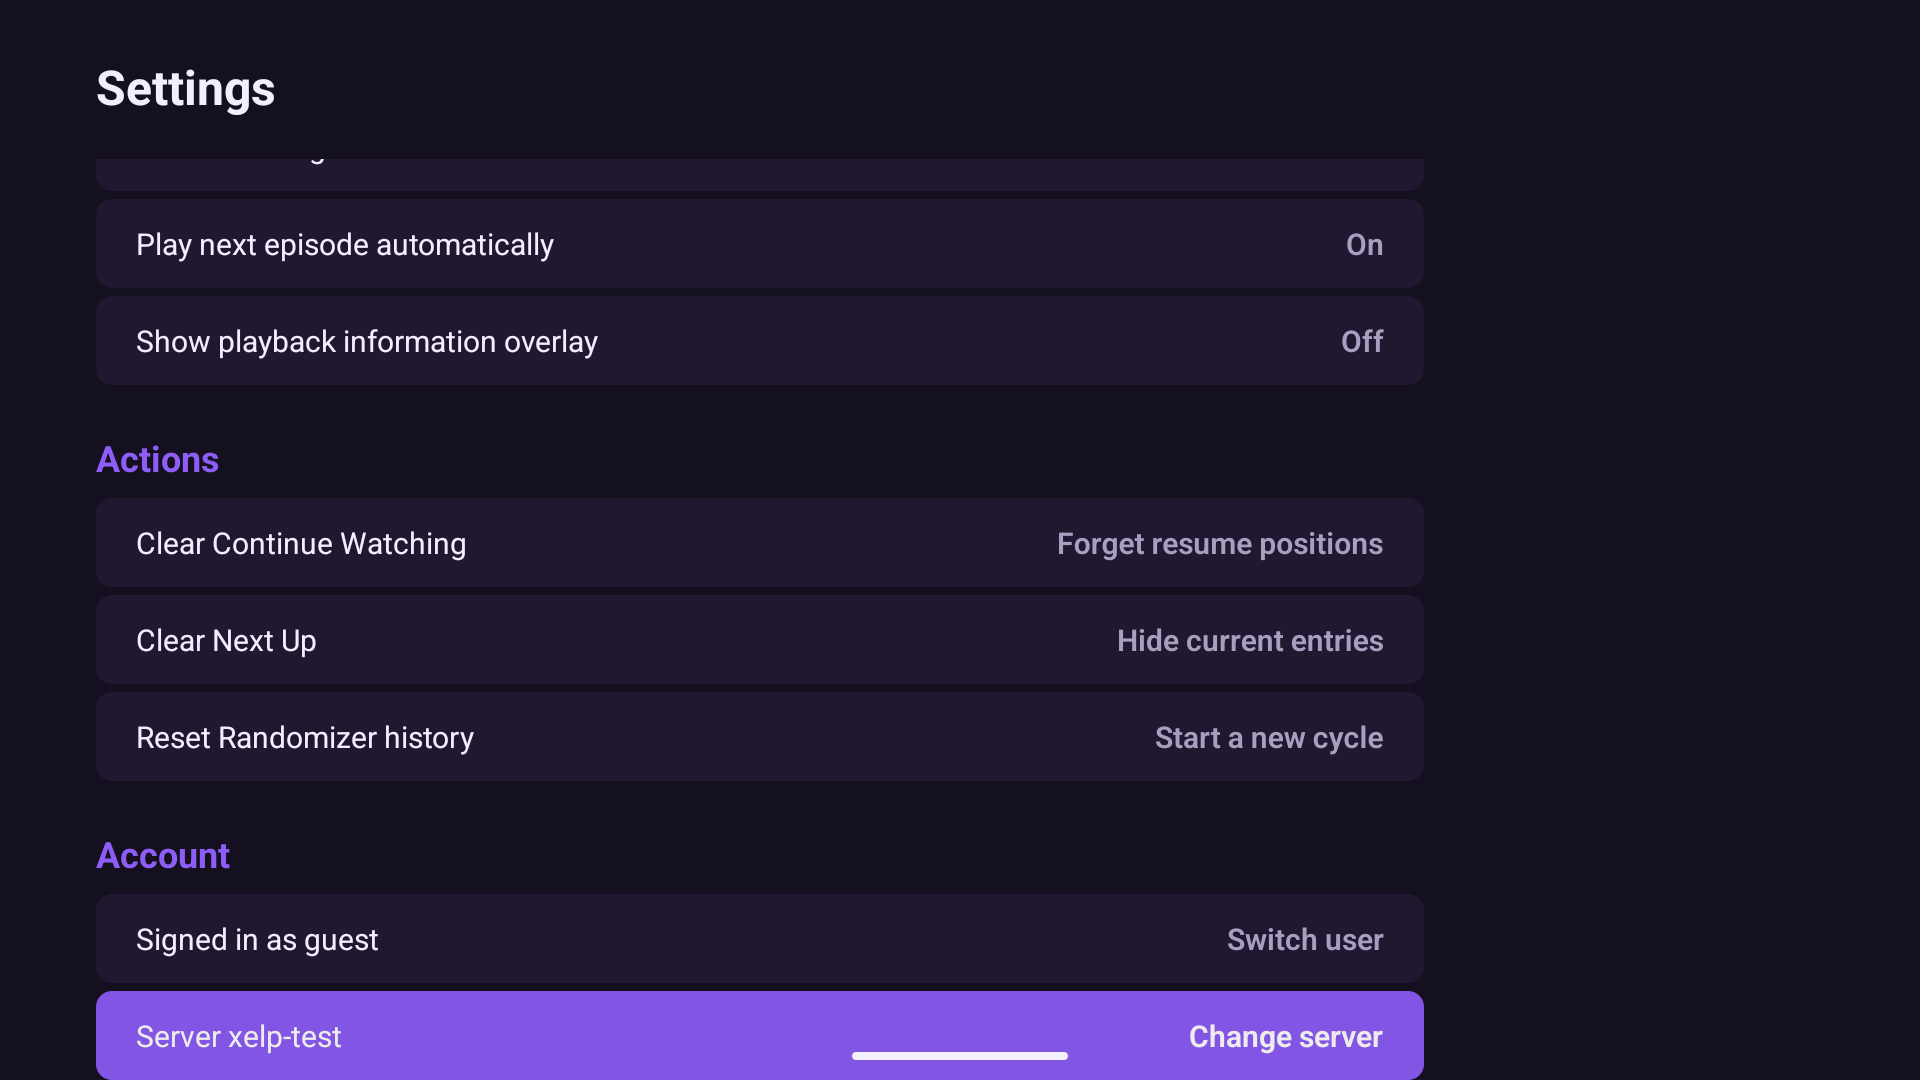 Settings
Play next episode automatically On
Show playback information overlay Off
Actions
Clear Continue Watching Forget resume positions
Clear Next Up Hide current entries
Reset Randomizer history Start a new cycle
Account
Signed in as guest Switch user
Server xelp-test Change server